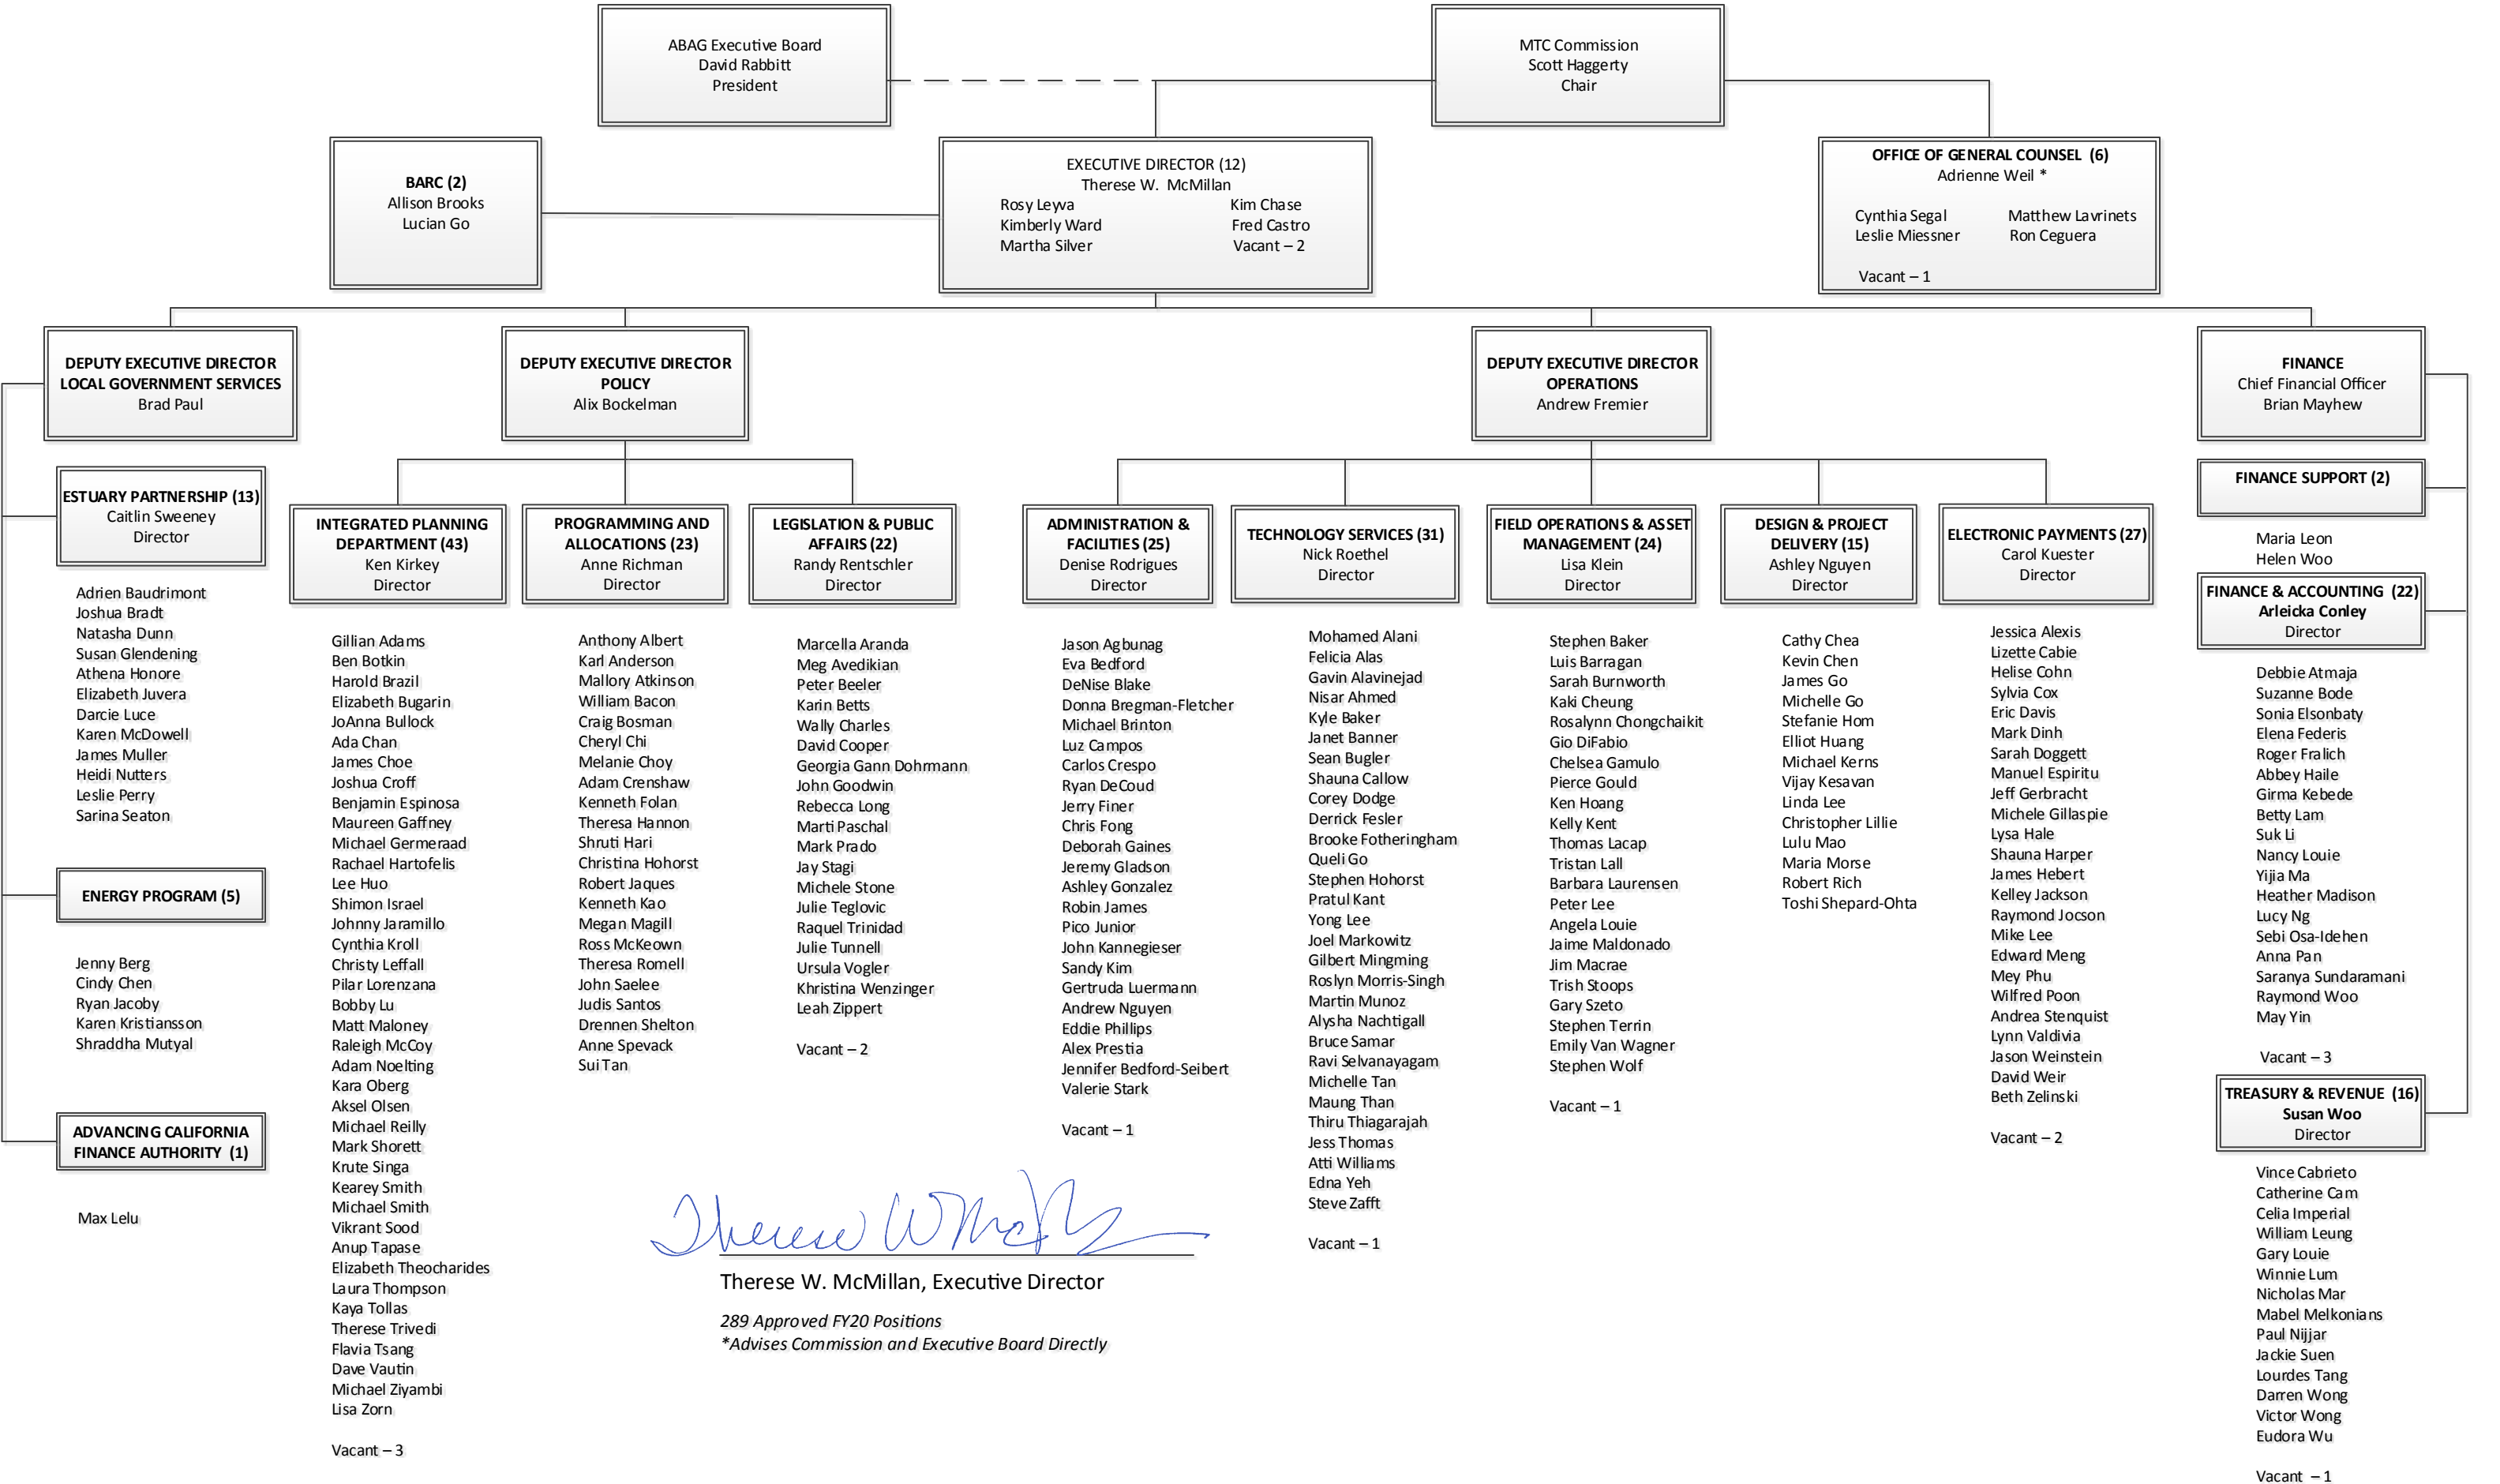 ABAG Executive Board
David Rabbitt
President
MTC Commission
Scott Haggerty
Chair
BARC (2)
Allison Brooks
Lucian Go
EXECUTIVE DIRECTOR (12)
Therese W. McMillan
Rosy Leyva
Kimberly Ward
Martha Silver
Kim Chase
Fred Castro
Vacant – 2
OFFICE OF GENERAL COUNSEL (6)
Adrienne Weil *
Cynthia Segal
Leslie Miessner
Matthew Lavrinets
Ron Ceguera
Vacant – 1
DEPUTY EXECUTIVE DIRECTOR
LOCAL GOVERNMENT SERVICES
Brad Paul
ESTUARY PARTNERSHIP (13)
Caitlin Sweeney
Director
Adrien Baudrimont
Joshua Bradt
Natasha Dunn
Susan Glendening
Athena Honore
Elizabeth Juvera
Darcie Luce
Karen McDowell
James Muller
Heidi Nutters
Leslie Perry
Sarina Seaton
ENERGY PROGRAM (5)
Jenny Berg
Cindy Chen
Ryan Jacoby
Karen Kristiansson
Shraddha Mutyal
ADVANCING CALIFORNIA
FINANCE AUTHORITY (1)
Max Lelu
DEPUTY EXECUTIVE DIRECTOR
POLICY
Alix Bockelman
INTEGRATED PLANNING
DEPARTMENT (43)
Ken Kirkey
Director
Gillian Adams
Ben Botkin
Harold Brazil
Elizabeth Bugarin
JoAnna Bullock
Ada Chan
James Choe
Joshua Croff
Benjamin Espinosa
Maureen Gaffney
Michael Germeraad
Rachael Hartofelis
Lee Huo
Shimon Israel
Johnny Jaramillo
Cynthia Kroll
Christy Leffall
Pilar Lorenzana
Bobby Lu
Matt Maloney
Raleigh McCoy
Adam Noelting
Kara Oberg
Aksel Olsen
Michael Reilly
Mark Shorett
Krute Singa
Kearey Smith
Michael Smith
Vikrant Sood
Anup Tapase
Elizabeth Theocharides
Laura Thompson
Kaya Tollas
Therese Trivedi
Flavia Tsang
Dave Vautin
Michael Ziyambi
Lisa Zorn
Vacant – 3
PROGRAMMING AND
ALLOCATIONS (23)
Anne Richman
Director
Anthony Albert
Karl Anderson
Mallory Atkinson
William Bacon
Craig Bosman
Cheryl Chi
Melanie Choy
Adam Crenshaw
Kenneth Folan
Theresa Hannon
Shruti Hari
Christina Hohorst
Robert Jaques
Kenneth Kao
Megan Magill
Ross McKeown
Theresa Romell
John Saelee
Judis Santos
Drennen Shelton
Anne Spevack
Sui Tan
LEGISLATION & PUBLIC
AFFAIRS (22)
Randy Rentschler
Director
Marcella Aranda
Meg Avedikian
Peter Beeler
Karin Betts
Wally Charles
David Cooper
Georgia Gann Dohrmann
John Goodwin
Rebecca Long
Marti Paschal
Mark Prado
Jay Stagi
Michele Stone
Julie Teglovic
Raquel Trinidad
Julie Tunnell
Ursula Vogler
Khristina Wenzinger
Leah Zippert
Vacant – 2
DEPUTY EXECUTIVE DIRECTOR
OPERATIONS
Andrew Fremier
ADMINISTRATION &
FACILITIES (25)
Denise Rodrigues
Director
Jason Agbunag
Eva Bedford
DeNise Blake
Donna Bregman-Fletcher
Michael Brinton
Luz Campos
Carlos Crespo
Ryan DeCoud
Jerry Finer
Chris Fong
Deborah Gaines
Jeremy Gladson
Ashley Gonzalez
Robin James
Pico Junior
John Kannegieser
Sandy Kim
Gertruda Luermann
Andrew Nguyen
Eddie Phillips
Alex Prestia
Jennifer Bedford-Seibert
Valerie Stark
Vacant – 1
TECHNOLOGY SERVICES (31)
Nick Roethel
Director
Mohamed Alani
Felicia Alas
Gavin Alavinejad
Nisar Ahmed
Kyle Baker
Janet Banner
Sean Bugler
Shauna Callow
Corey Dodge
Derrick Fesler
Brooke Fotheringham
Queli Go
Stephen Hohorst
Pratul Kant
Yong Lee
Joel Markowitz
Gilbert Mingming
Roslyn Morris-Singh
Martin Munoz
Alysha Nachtigall
Bruce Samar
Ravi Selvanayagam
Michelle Tan
Maung Than
Thiru Thiagarajah
Jess Thomas
Atti Williams
Edna Yeh
Steve Zafft
Vacant – 1
FIELD OPERATIONS & ASSET
MANAGEMENT (24)
Lisa Klein
Director
Stephen Baker
Luis Barragan
Sarah Burnworth
Kaki Cheung
Rosalynn Chongchaikit
Gio DiFabio
Chelsea Gamulo
Pierce Gould
Ken Hoang
Kelly Kent
Thomas Lacap
Tristan Lall
Barbara Laurensen
Peter Lee
Angela Louie
Jaime Maldonado
Jim Macrae
Trish Stoops
Gary Szeto
Stephen Terrin
Emily Van Wagner
Stephen Wolf
Vacant – 1
DESIGN & PROJECT
DELIVERY (15)
Ashley Nguyen
Director
Cathy Chea
Kevin Chen
James Go
Michelle Go
Stefanie Hom
Elliot Huang
Michael Kerns
Vijay Kesavan
Linda Lee
Christopher Lillie
Lulu Mao
Maria Morse
Robert Rich
Toshi Shepard-Ohta
ELECTRONIC PAYMENTS (27)
Carol Kuester
Director
Jessica Alexis
Lizette Cabie
Helise Cohn
Sylvia Cox
Eric Davis
Mark Dinh
Sarah Doggett
Manuel Espiritu
Jeff Gerbracht
Michele Gillaspie
Lysa Hale
Shauna Harper
James Hebert
Kelley Jackson
Raymond Jocson
Mike Lee
Edward Meng
Mey Phu
Wilfred Poon
Andrea Stenquist
Lynn Valdivia
Jason Weinstein
David Weir
Beth Zelinski
Vacant – 2
FINANCE
Chief Financial Officer
Brian Mayhew
FINANCE SUPPORT (2)
Maria Leon
Helen Woo
FINANCE & ACCOUNTING (22)
Arleicka Conley
Director
Debbie Atmaja
Suzanne Bode
Sonia Elsonbaty
Elena Federis
Roger Fralich
Abbey Haile
Girma Kebede
Betty Lam
Suk Li
Nancy Louie
Yijia Ma
Heather Madison
Lucy Ng
Sebi Osa-Idehen
Anna Pan
Saranya Sundaramani
Raymond Woo
May Yin
Vacant – 3
TREASURY & REVENUE (16)
Susan Woo
Director
Vince Cabrieto
Catherine Cam
Celia Imperial
William Leung
Gary Louie
Winnie Lum
Nicholas Mar
Mabel Melkonians
Paul Nijjar
Jackie Suen
Lourdes Tang
Darren Wong
Victor Wong
Eudora Wu
Vacant – 1
Therese W McM
Therese W. McMillan, Executive Director
289 Approved FY20 Positions
*Advises Commission and Executive Board Directly